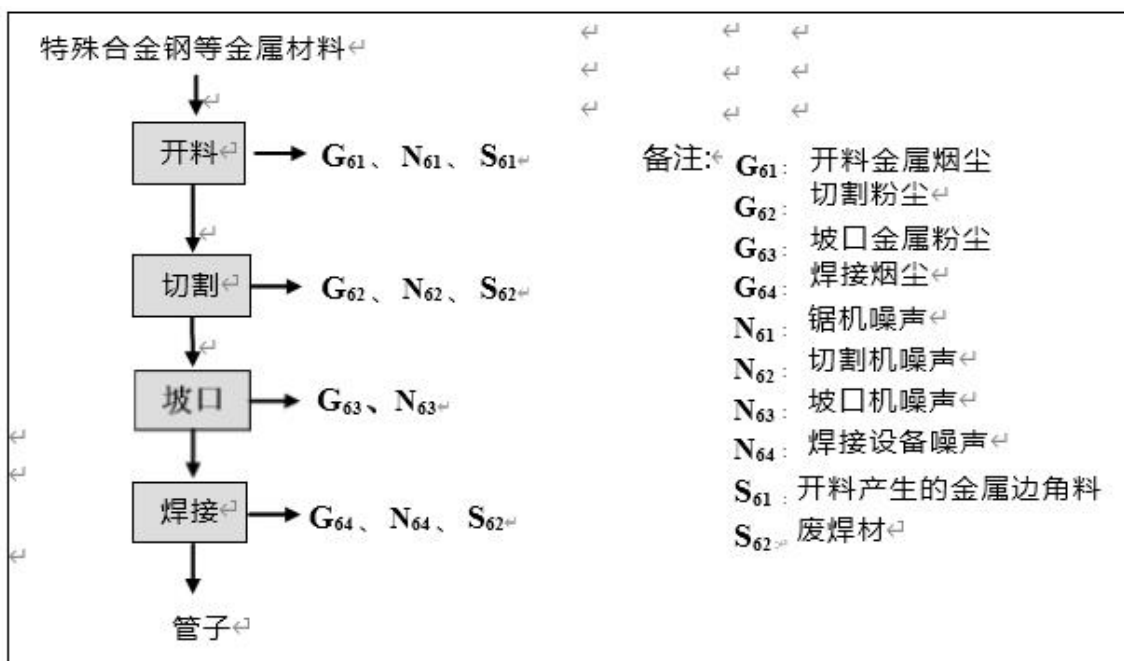 特殊合金钢等金属材料
开料
G61、N61、S61
切割
G62、N62、S62
坡口
G63、N63
焊接
G64、N64、S62
管子
备注:
G61：开料金属烟尘
G62：切割粉尘
G63：坡口金属粉尘
G64：焊接烟尘
N61：锯机噪声
N62：切割机噪声
N63：坡口机噪声
N64：焊接设备噪声
S61：开料产生的金属边角料
S62：废焊材